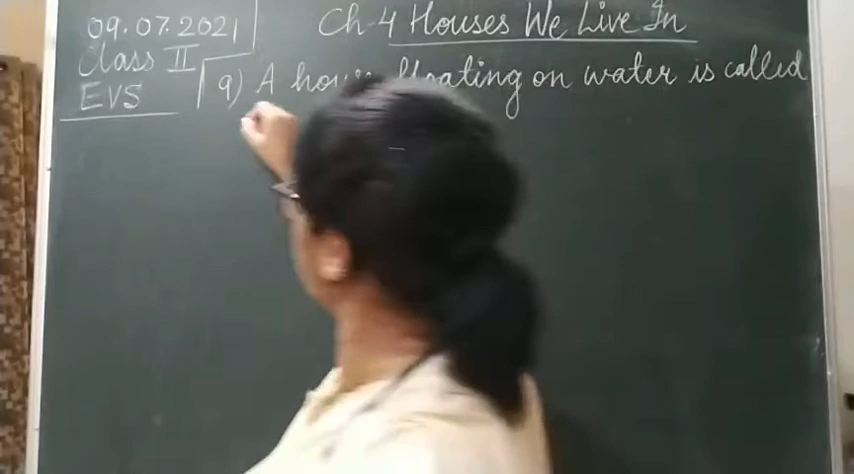 09.07.2021
Ch-4 Houses We Live In
Class II
EVS
9) A floating on water is called